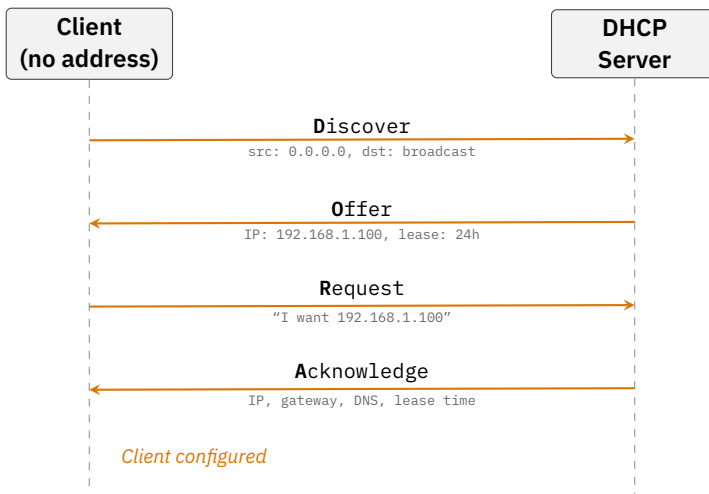 Client
(no address)
DHCP
Server
Discover
src: 0.0.0.0, dst: broadcast
Offer
IP: 192.168.1.100, lease: 24h
Request
“I want 192.168.1.100”
Acknowledge
IP, gateway, DNS, lease time
Client configured